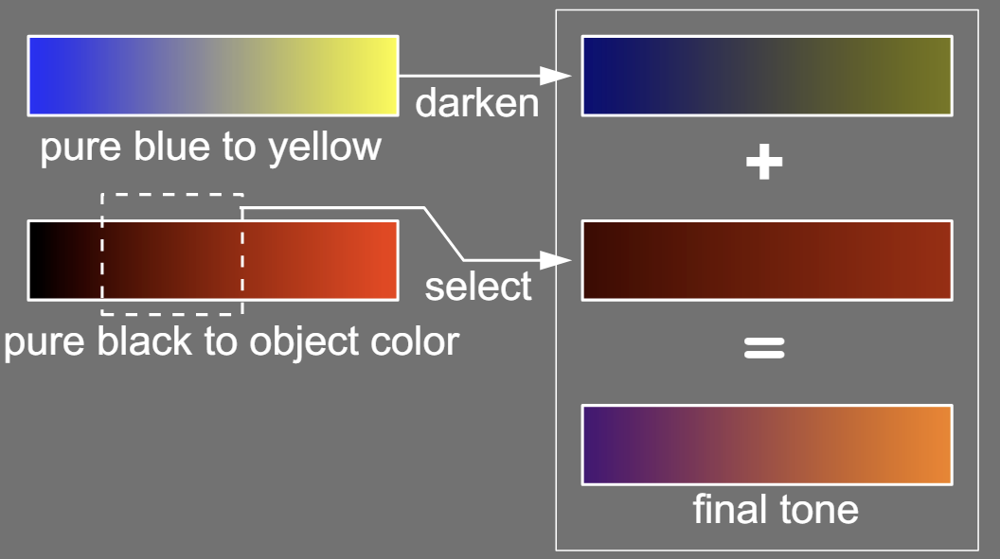 darken
pure blue to yellow
+
select
pure black to object color
=
final tone